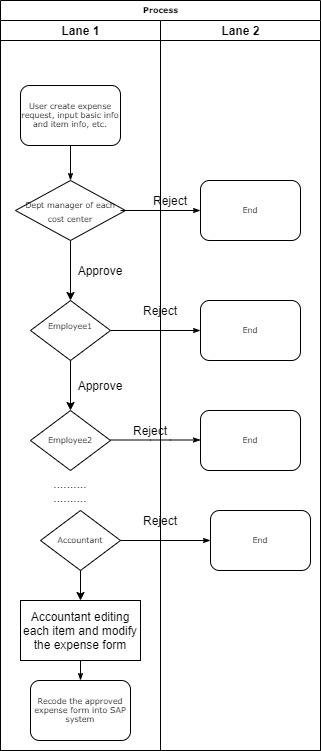 Process
Lane 1
Lane 2
User create expense
request, input basic info
and item info, etc.
Dept manager of each
cost center
Reject
End
Approve
Employee1
Reject
End
Approve
Employee2
Reject
End
..........
..........
Accountant
Reject
End
Accountant editing
each item and modify
the expense form
Recode the approved
expense form into SAP
system